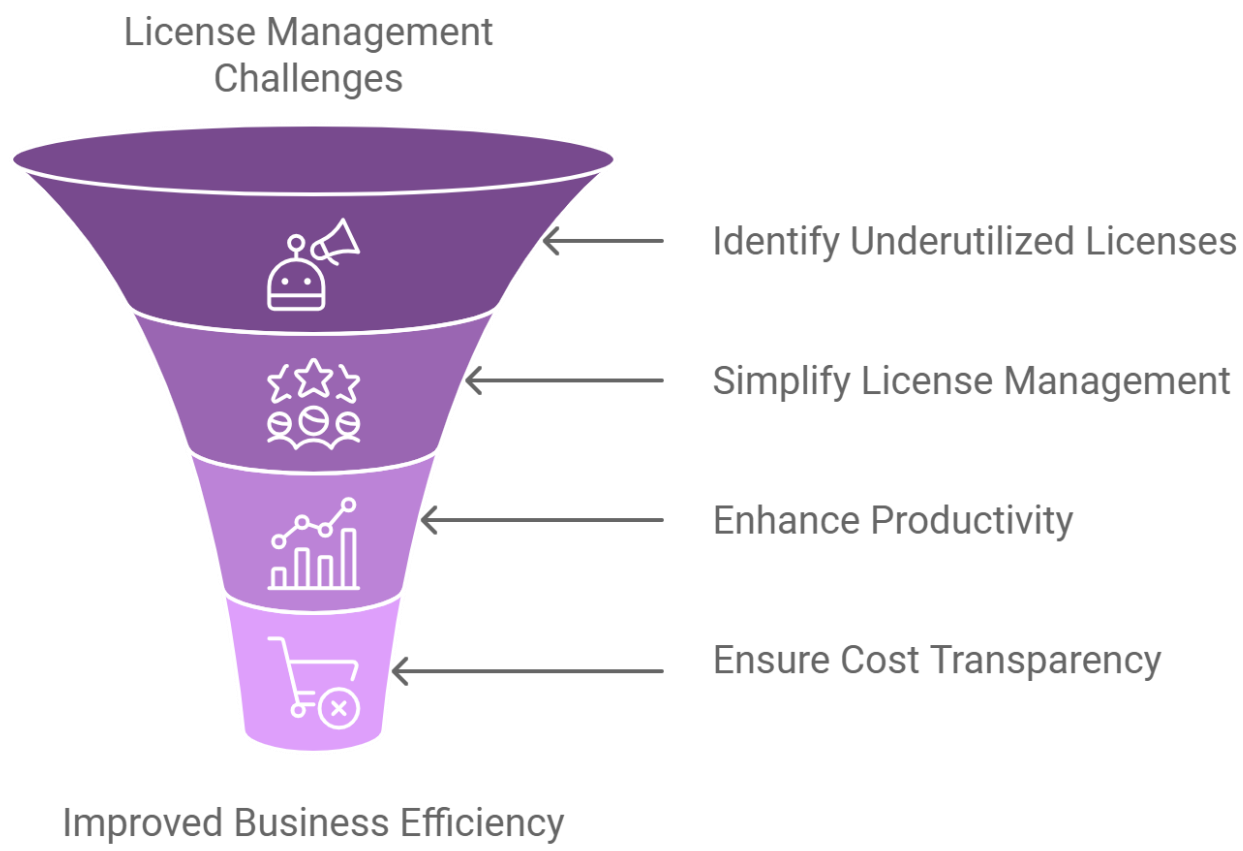 License Management
Challenges
Identify Underutilized Licenses
Simplify License Management
Enhance Productivity
Ensure Cost Transparency
Improved Business Efficiency